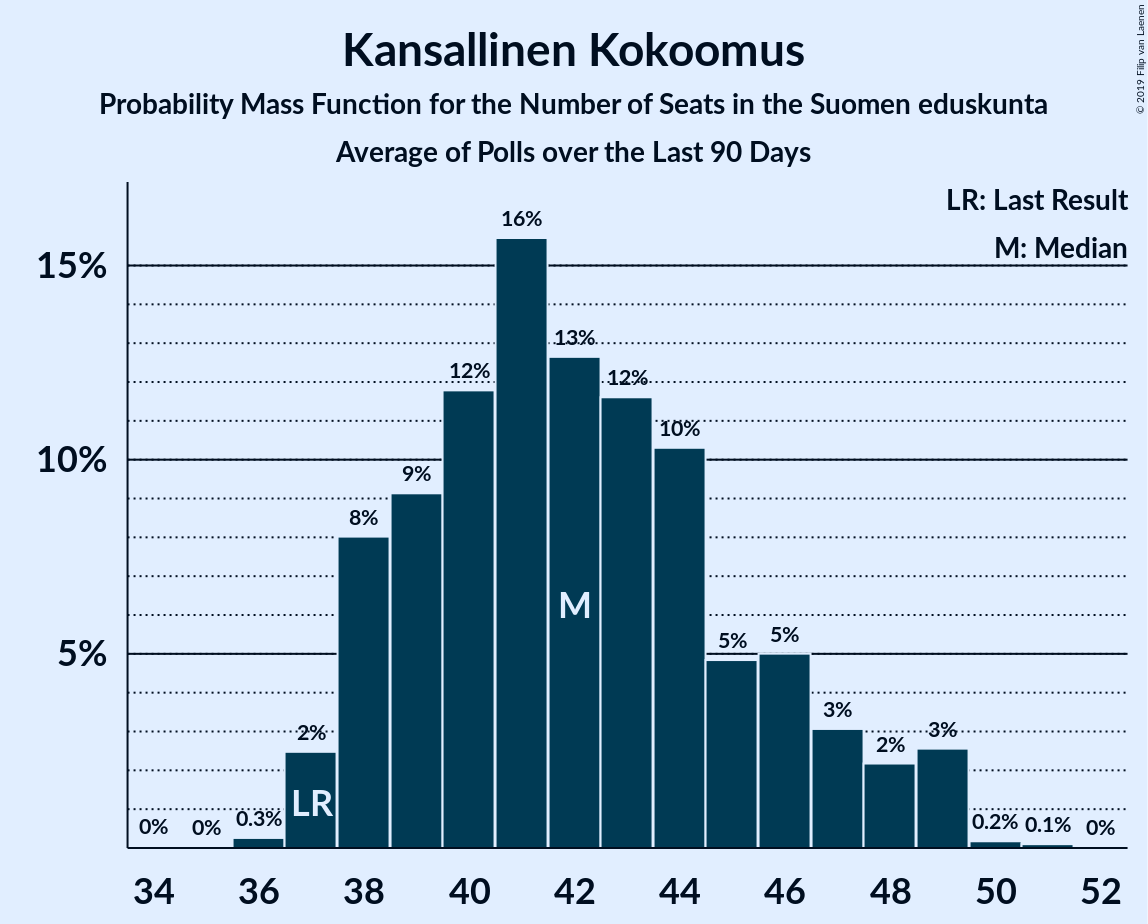 Kansallinen Kokoomus
Probability Mass Function for the Number of Seats in the Suomen eduskunta
Average of Polls over the Last 90 Days
© 2019 Filip van Laenen
LR: Last Result
M: Median
15%
10%
5%
0%
0%
0.3%
2%
8%
9%
12%
16%
13%
12%
10%
5%
5%
3%
2%
3%
0.2%
0.1%
0%
LR
M
34 36 38 40 42 44 46 48 50 52